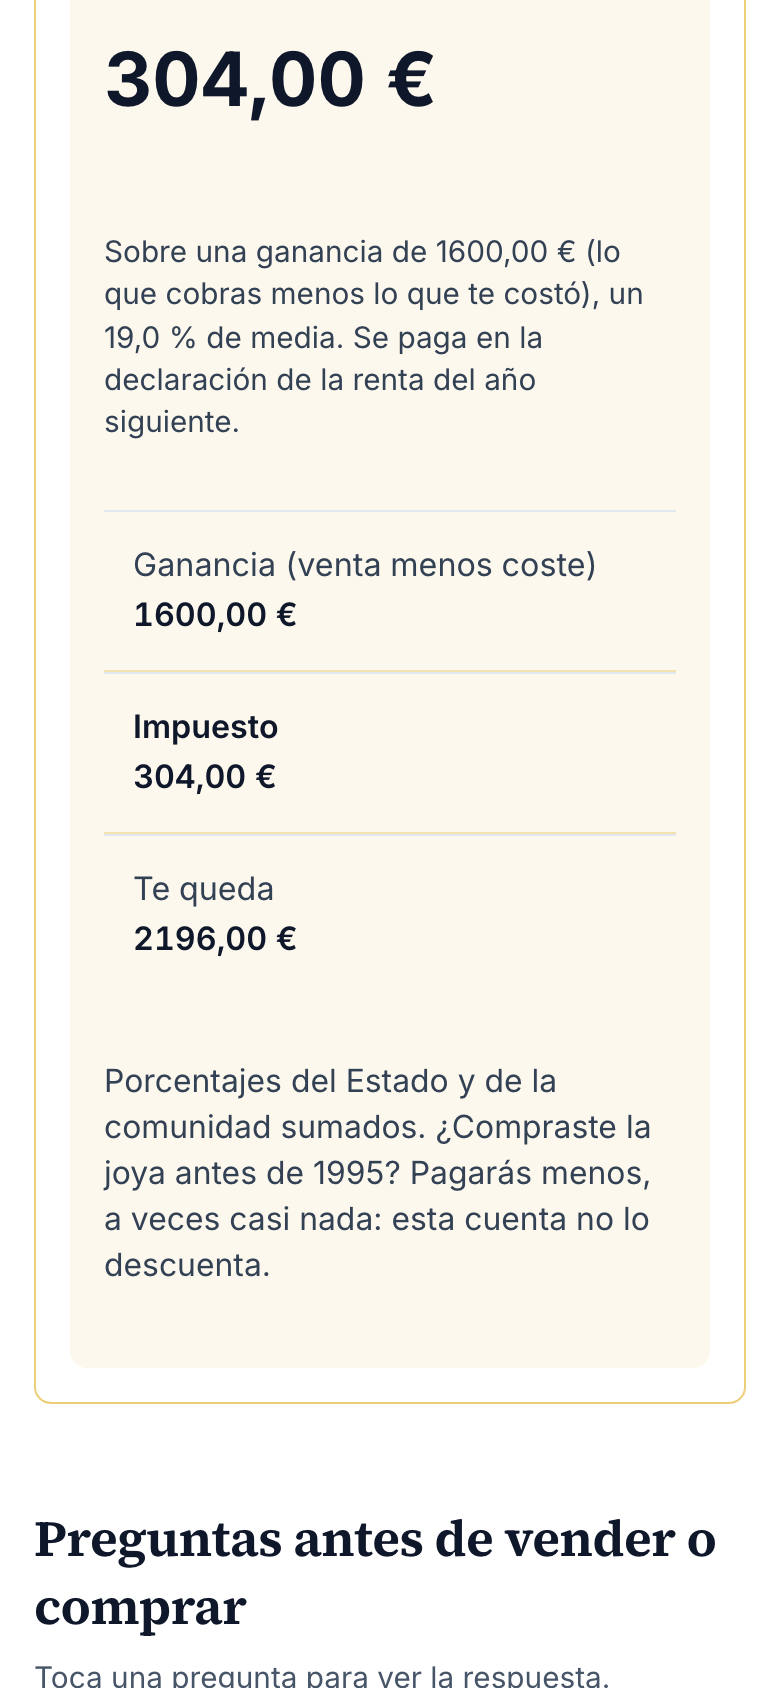 304,00 €
Sobre una ganancia de 1600,00 € (lo
que cobras menos lo que te costó), un
19,0 % de media. Se paga en la
declaración de la renta del año
siguiente.
Ganancia (venta menos coste)
1600,00 €
Impuesto
304,00 €
Te queda
2196,00 €
Porcentajes del Estado y de la
comunidad sumados. ¿Compraste la
joya antes de 1995? Pagarás menos,
a veces casi nada: esta cuenta no lo
descuenta.
Preguntas antes de vender o
comprar
Toca una pregunta para ver la respuesta.